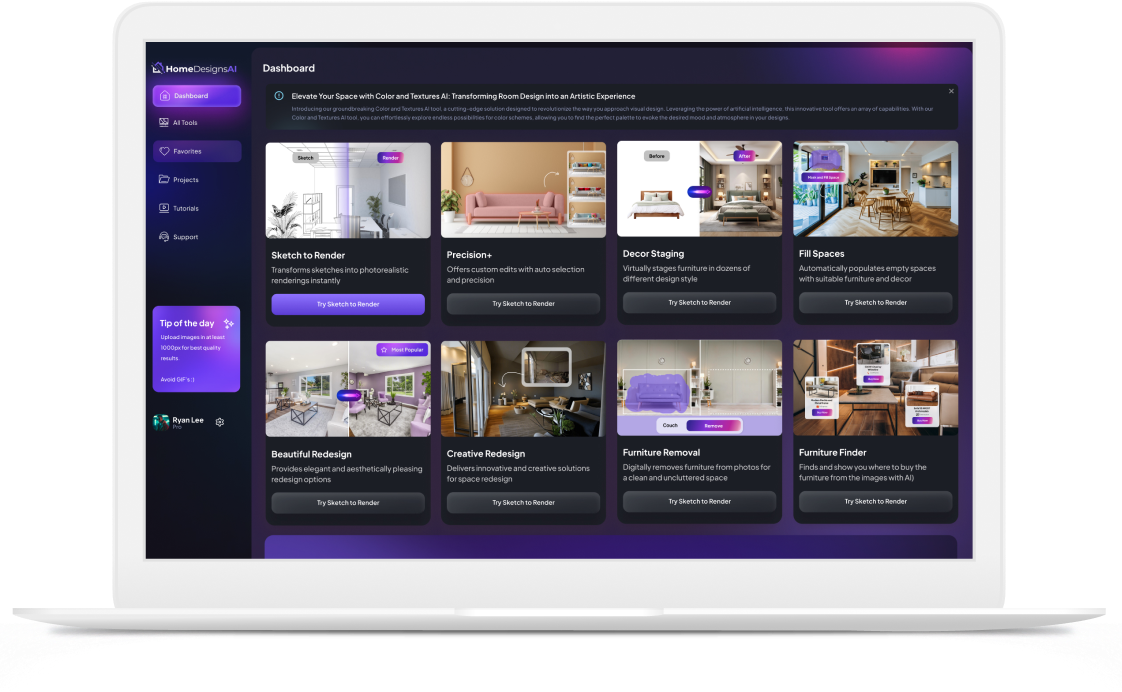 HomeDesignsAI
Dashboard
All Tools
Favorites
Projects
Tutorials
Support
Tip of the day
Upload images in at least
1000px for best quality
results.
Avoid GIF's :)
Ryan Lee
Pro
Dashboard
Elevate Your Space with Color and Textures AI: Transforming Room Design into an Artistic Experience
Introducing our groundbreaking Color and Textures AI tool, a cutting-edge solution designed to revolutionize the way you approach visual design. Leveraging the power of artificial intelligence, this innovative tool offers an array of capabilities. With our
Color and Textures AI tool, you can effortlessly explore endless possibilities for color schemes, allowing you to find the perfect palette to evoke the desired mood and atmosphere in your designs.
Sketch
Render
Sketch to Render
Transforms sketches into photorealistic
renderings instantly
Try Sketch to Render
Precision+
Offers custom edits with auto selection
and precision
Try Sketch to Render
Before
After
Decor Staging
Virtually stages furniture in dozens of
different design style
Try Sketch to Render
Fill Spaces
Automatically populates empty spaces
with suitable furniture and decor
Try Sketch to Render
Most Popular
Beautiful Redesign
Provides elegant and aesthetically pleasing
redesign options
Try Sketch to Render
Creative Redesign
Delivers innovative and creative solutions
for space redesign
Try Sketch to Render
Couch
Remove
Furniture Removal
Digitally removes furniture from photos for
a clean and uncluttered space
Try Sketch to Render
Buy Now
Buy Now
Buy Now
Furniture Finder
Finds and show you where to buy the
furniture from the images with AI)
Try Sketch to Render